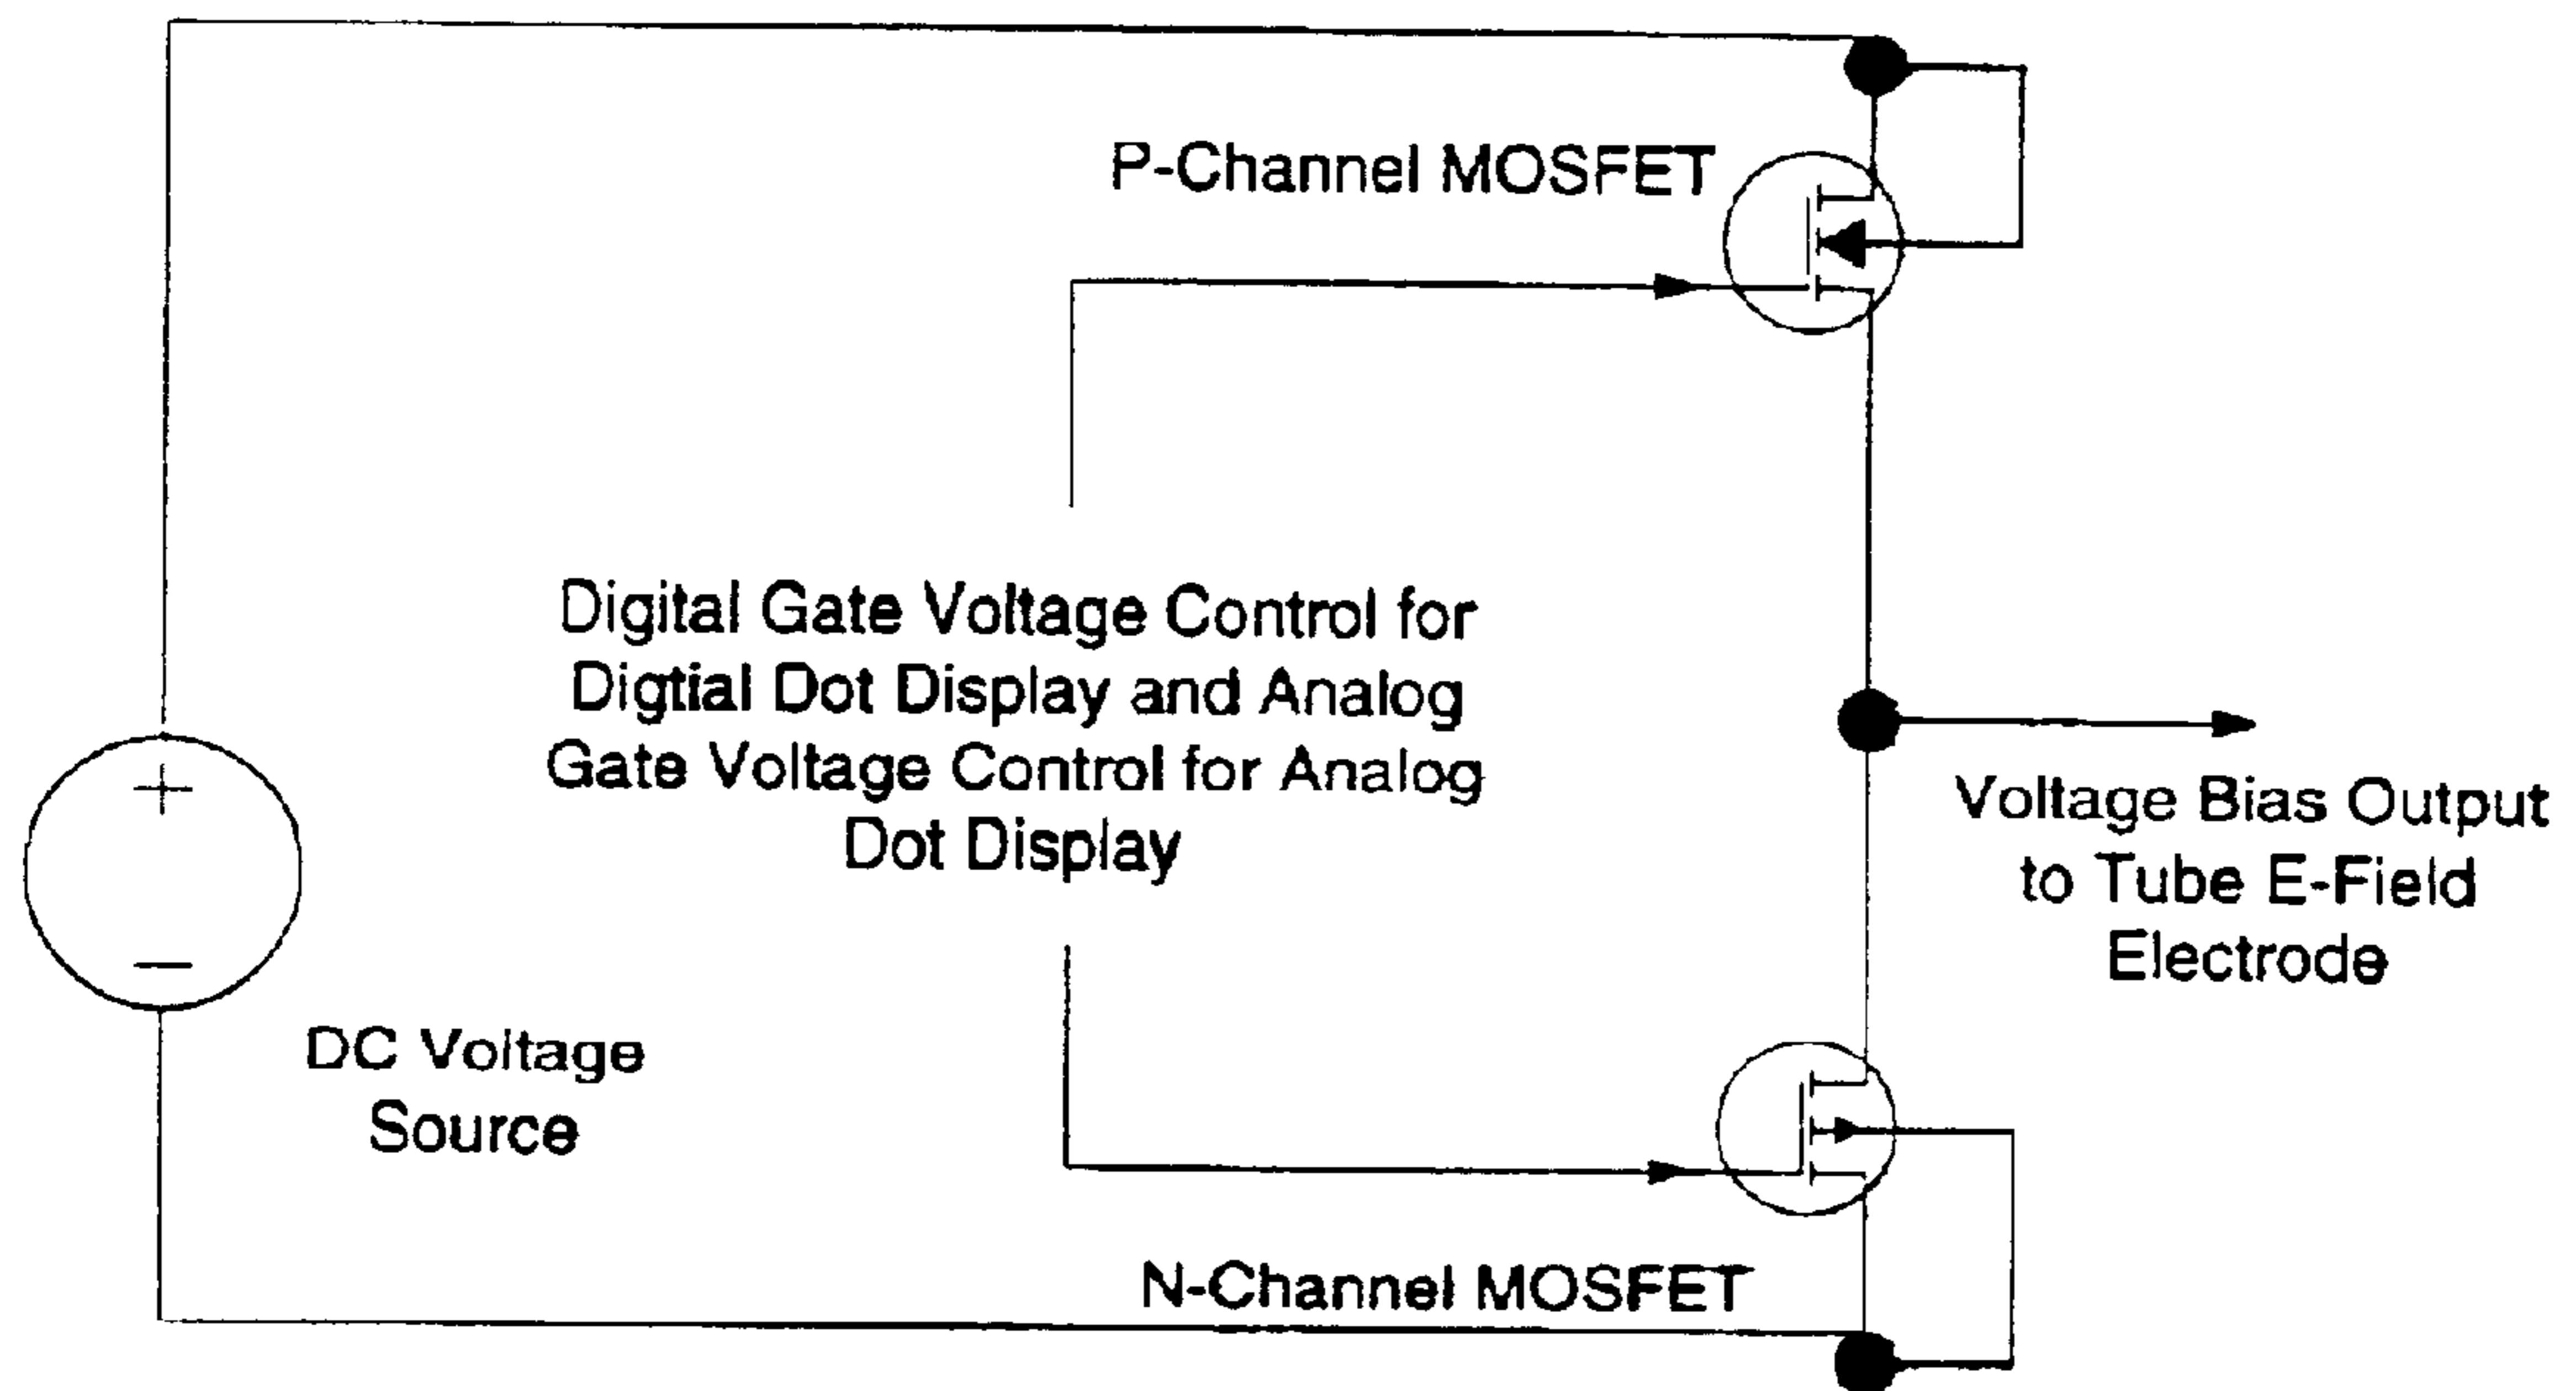 P-Channel MOSFET
Digital Gate Voltage Control for
Digtial Dot Display and Analog
Gate Voltage Control for Analog
Dot Display
+
Voltage Bias Output
to Tube E-Field
Electrode
−
DC Voltage
Source
N-Channel MOSFET